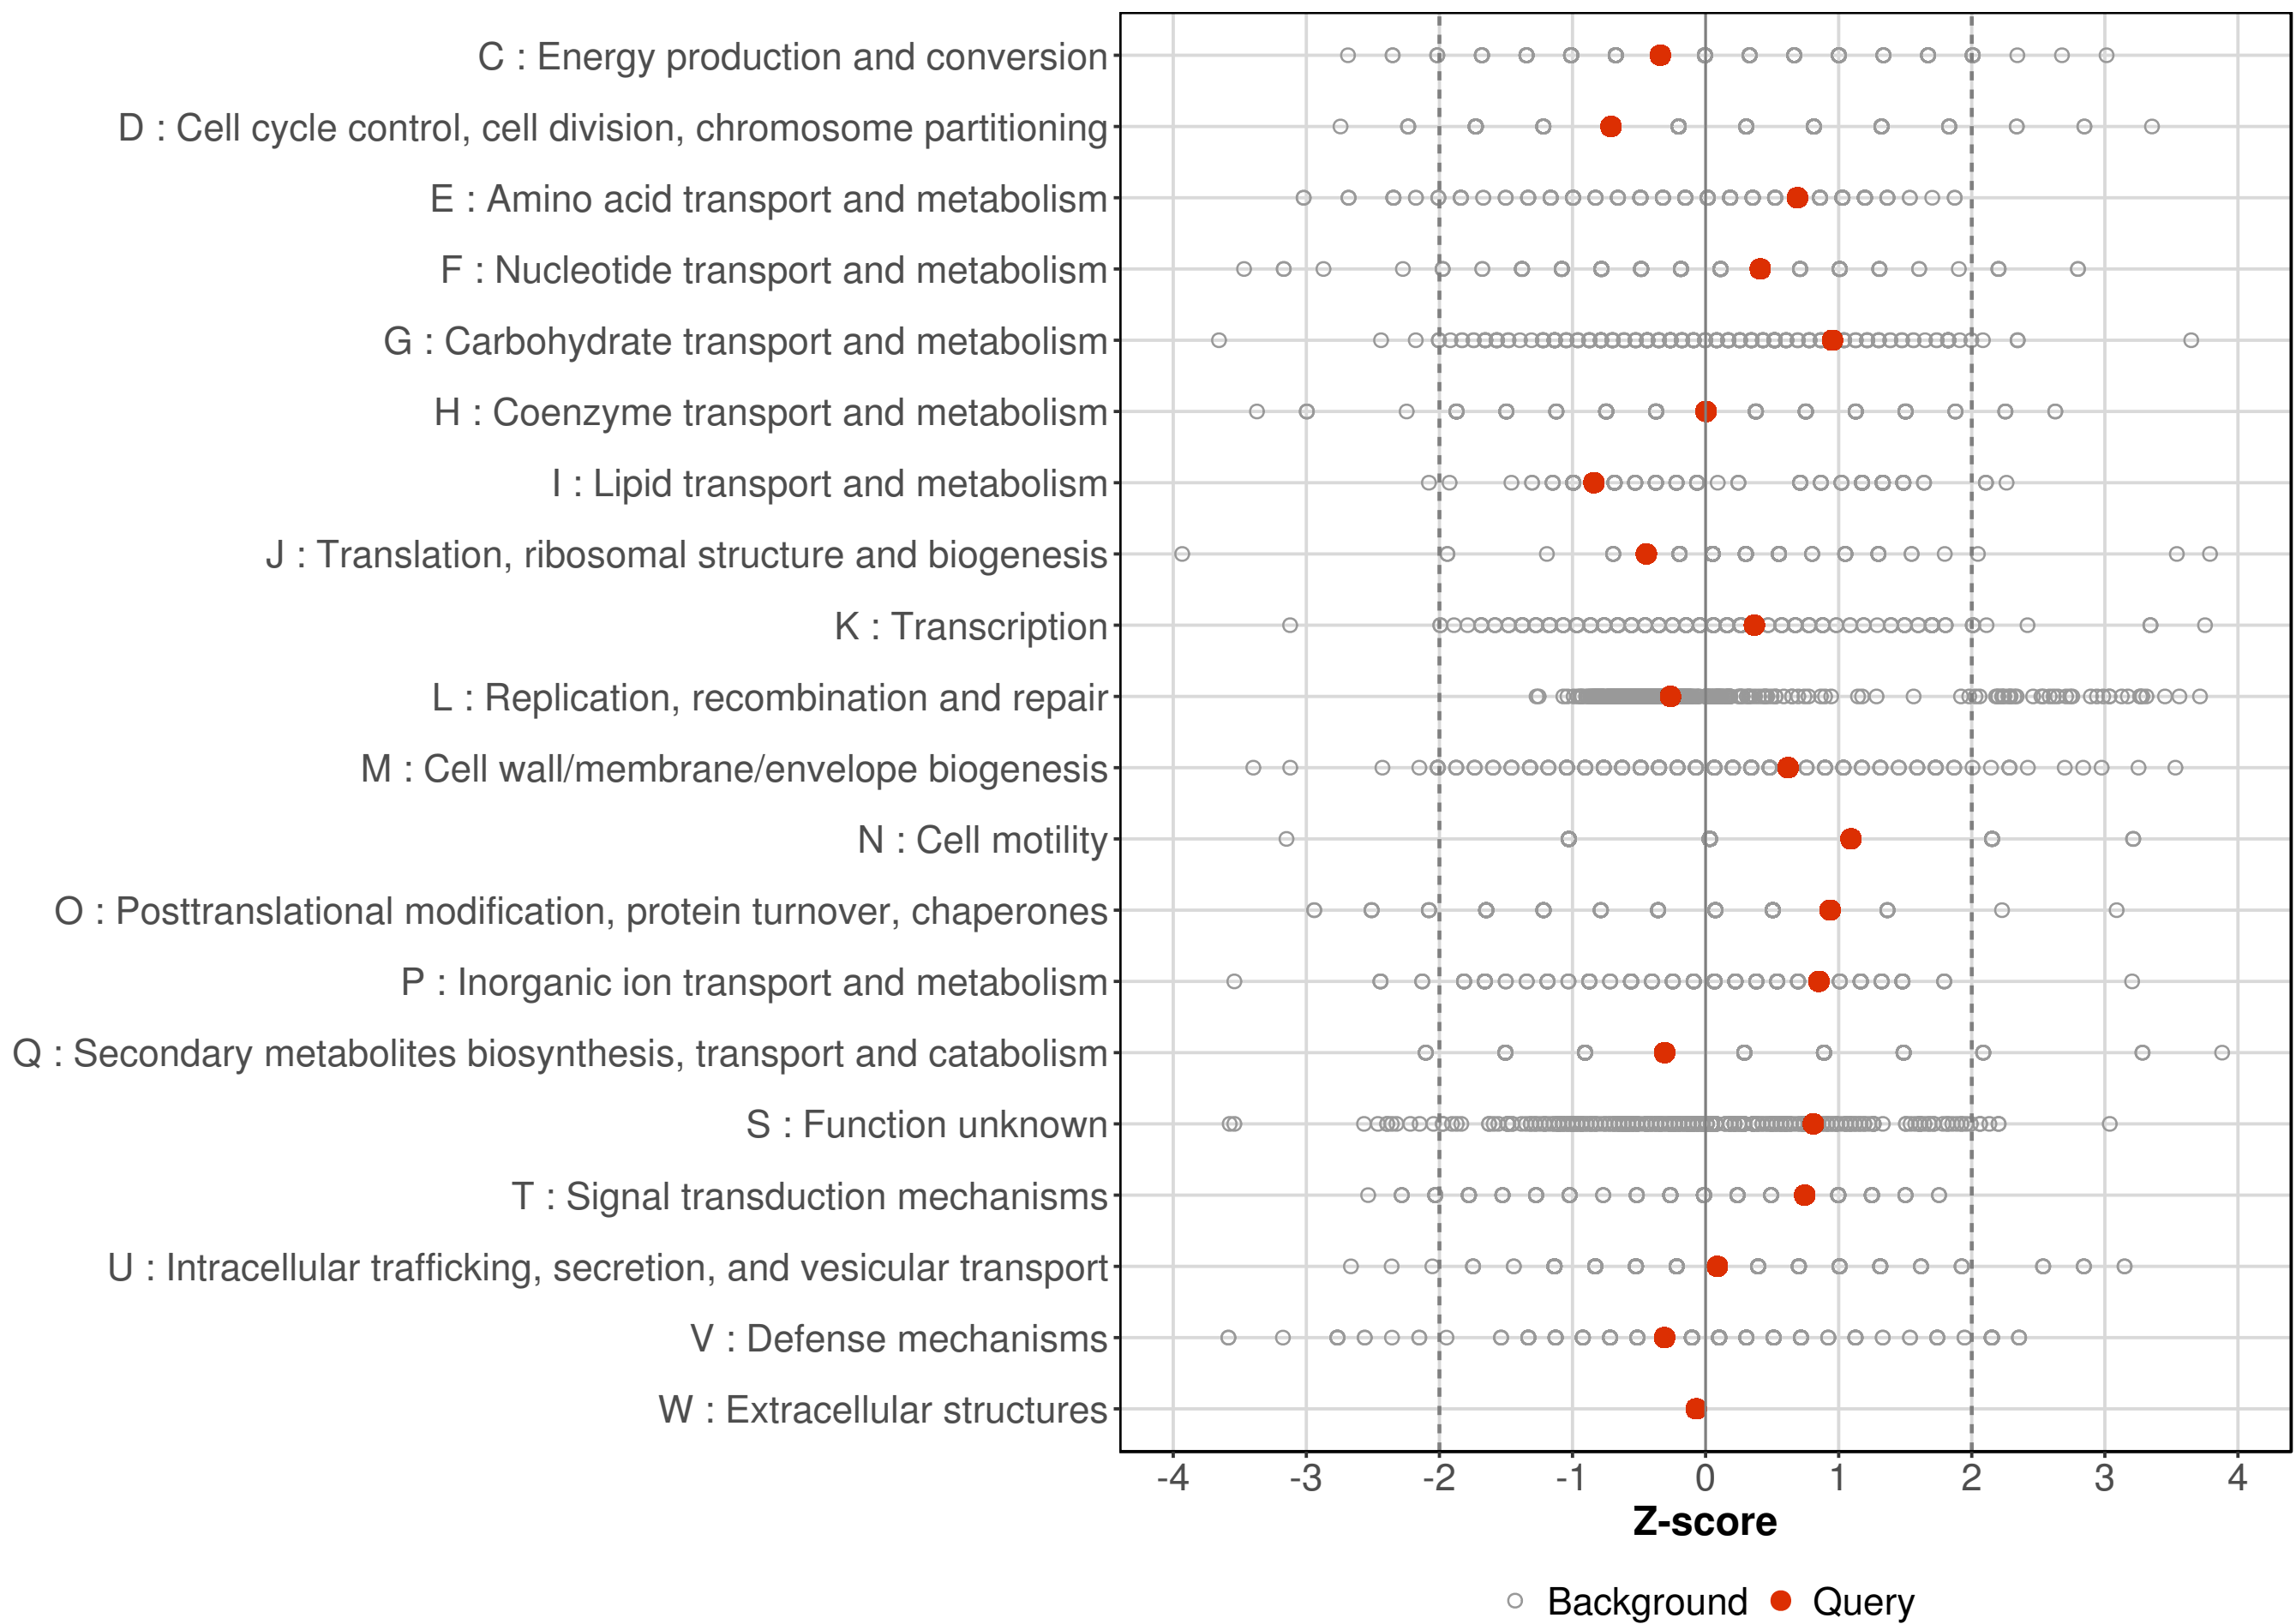 C : Energy production and conversion
D : Cell cycle control, cell division, chromosome partitioning
E : Amino acid transport and metabolism
F : Nucleotide transport and metabolism
G : Carbohydrate transport and metabolism
H : Coenzyme transport and metabolism
I : Lipid transport and metabolism
J : Translation, ribosomal structure and biogenesis
K : Transcription
L : Replication, recombination and repair
M : Cell wall/membrane/envelope biogenesis
N : Cell motility
O : Posttranslational modification, protein turnover, chaperones
P : Inorganic ion transport and metabolism
Q : Secondary metabolites biosynthesis, transport and catabolism
S : Function unknown
T : Signal transduction mechanisms
U : Intracellular trafficking, secretion, and vesicular transport
V : Defense mechanisms
W : Extracellular structures
-4 -3 -2 -1 0 1 2 3 4
Z-score
Background Query